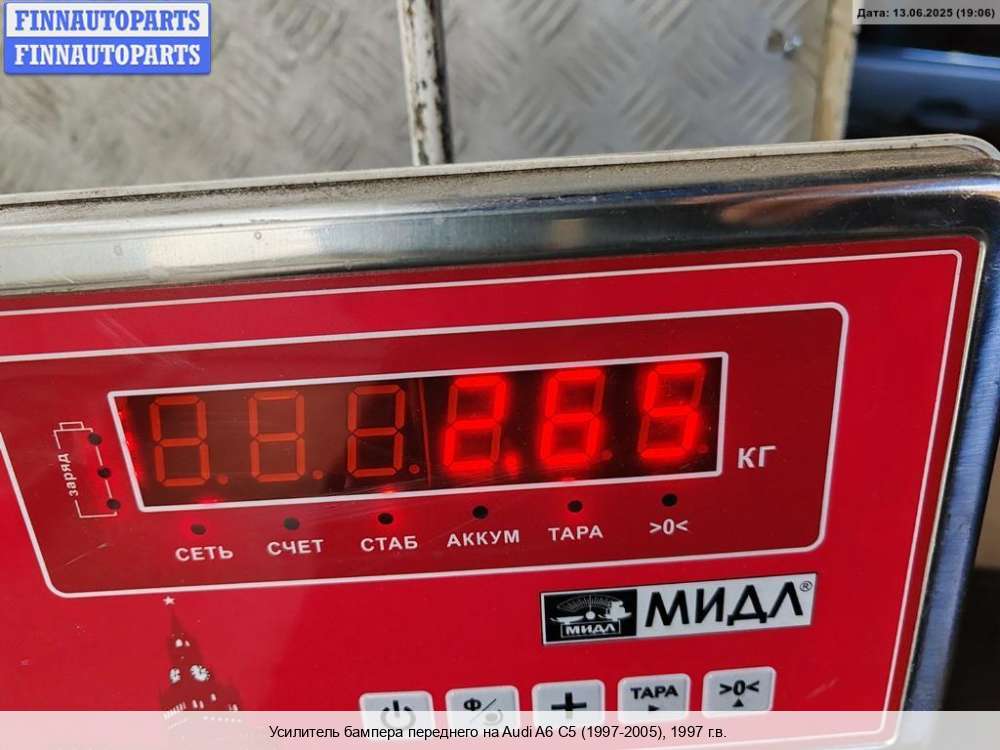 FINNAUTOPARTS
FINNAUTOPARTS
Дата: 13.06.2025 (19:06)
2.65
КГ
заряд
СЕТЬ СЧЕТ СТАБ АККУМ ТАРА >0<
МИДЛ
МИДЛ®
Ф
+
ТАРА
>0<
Усилитель бампера переднего на Audi A6 C5 (1997-2005), 1997 г.в.